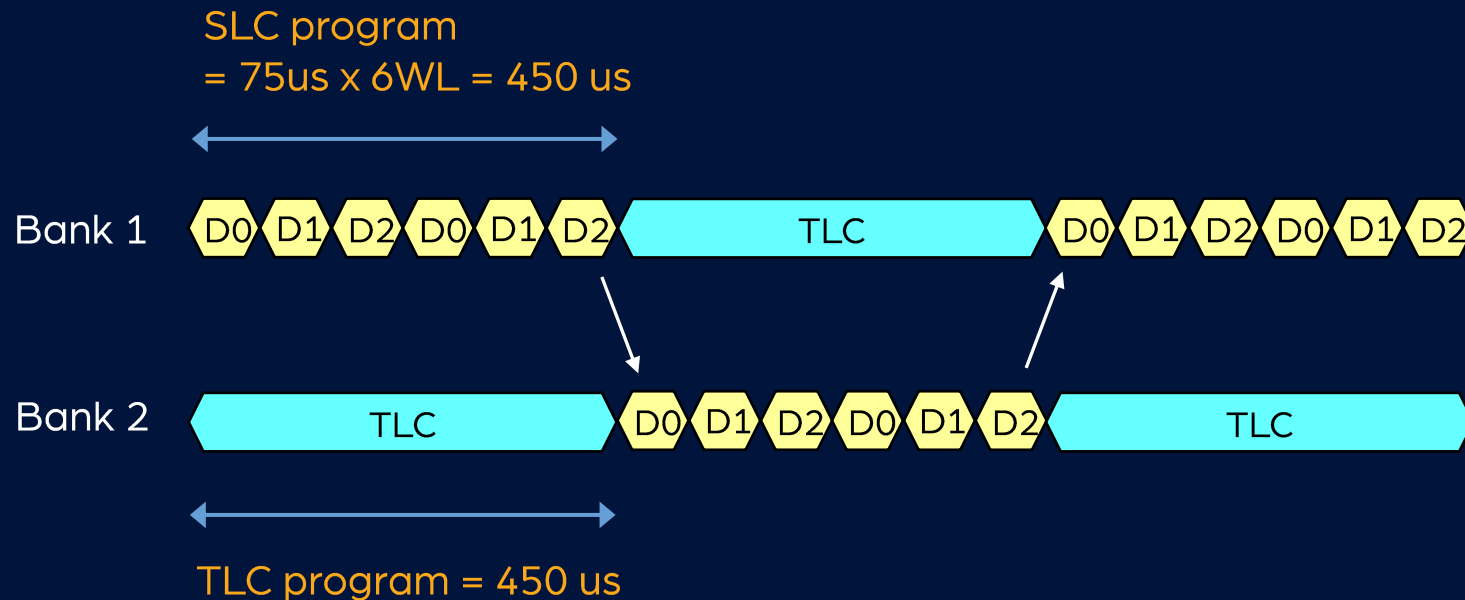 SLC program
= 75us x 6WL = 450 us
Bank 1 D0 D1 D2 D0 D1 D2 TLC D0 D1 D2 D0 D1 D2
Bank 2 TLC D0 D1 D2 D0 D1 D2 TLC
TLC program = 450 us